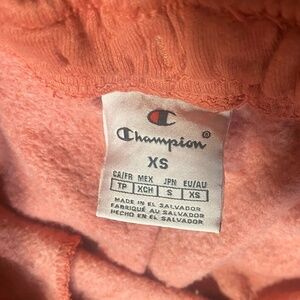 Champion®
XS
CA/FR MEX JPN EU/AU
TP XCH S XS
MADE IN EL SALVADOR
FABRIQUÉ AU SALVADOR
HECHO EN EL SALVADOR